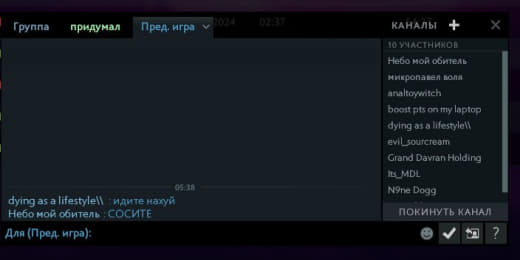 Группа придумал Пред. игра 2024 02:37 КАНАЛЫ
10 УЧАСТНИКОВ
Небо мой обитель
микропавел воля
analtoywitch
boost pts on my laptop
dying as a lifestyle\\
evil_sourcream
Grand Davran Holding
Its_MDL
N9ne Dogg
ПОКИНУТЬ КАНАЛ
05:38
dying as a lifestyle\\ : идите нахуй
Небо мой обитель : СОСИТЕ
Для (Пред. игра):
?